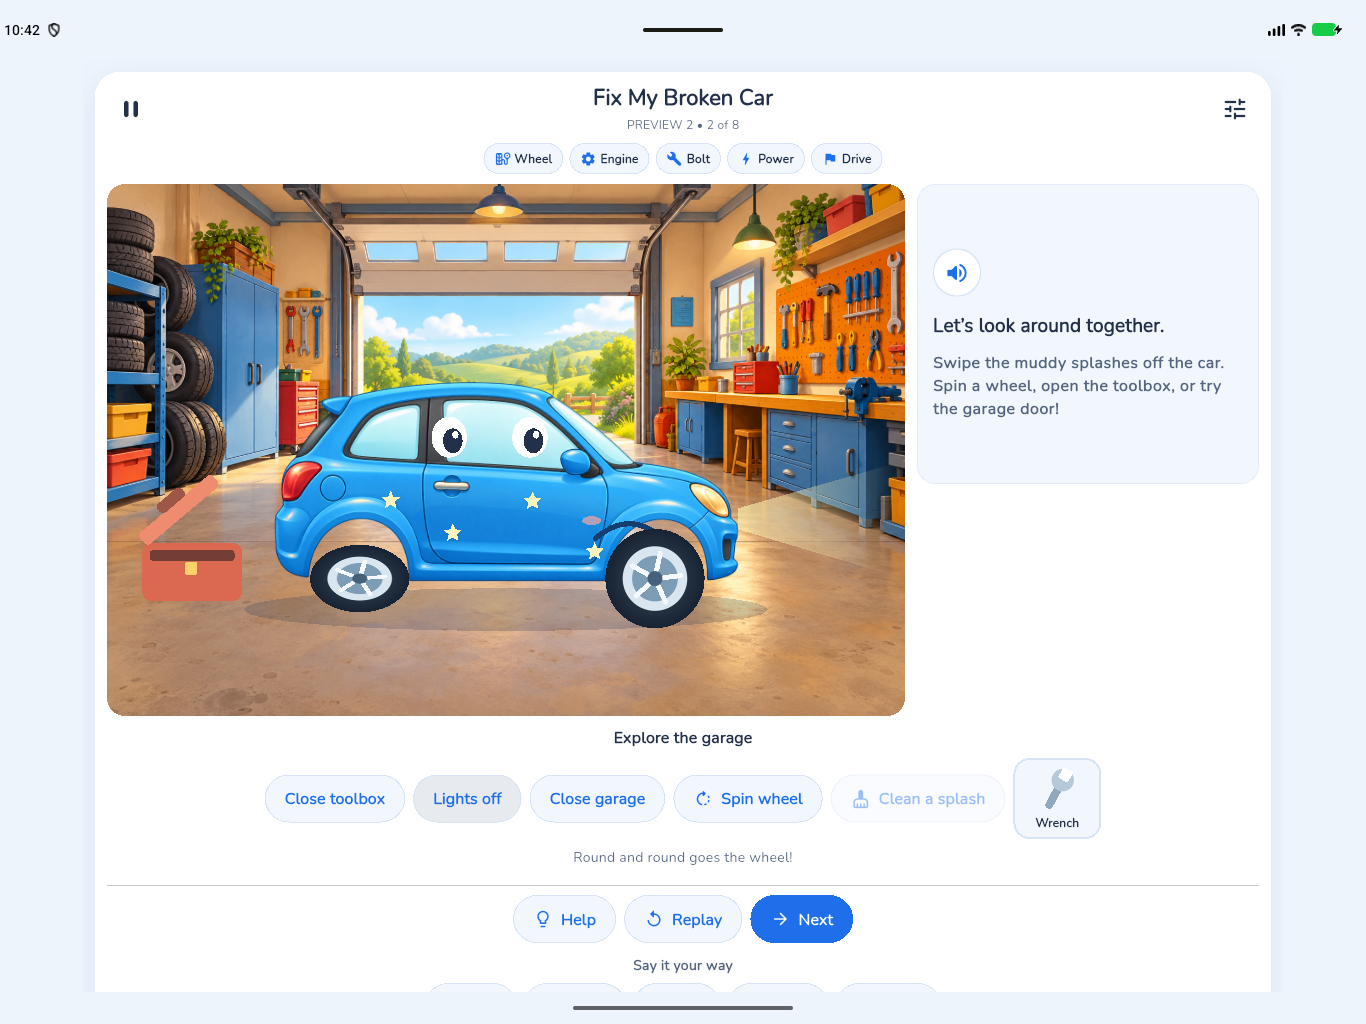 10:42
Fix My Broken Car
PREVIEW 2 • 2 of 8
Wheel
Engine
Bolt
Power
Drive
Let's look around together.
Swipe the muddy splashes off the car.
Spin a wheel, open the toolbox, or try
the garage door!
Explore the garage
Close toolbox
Lights off
Close garage
Spin wheel
Clean a splash
Wrench
Round and round goes the wheel!
Help
Replay
Next
Say it your way